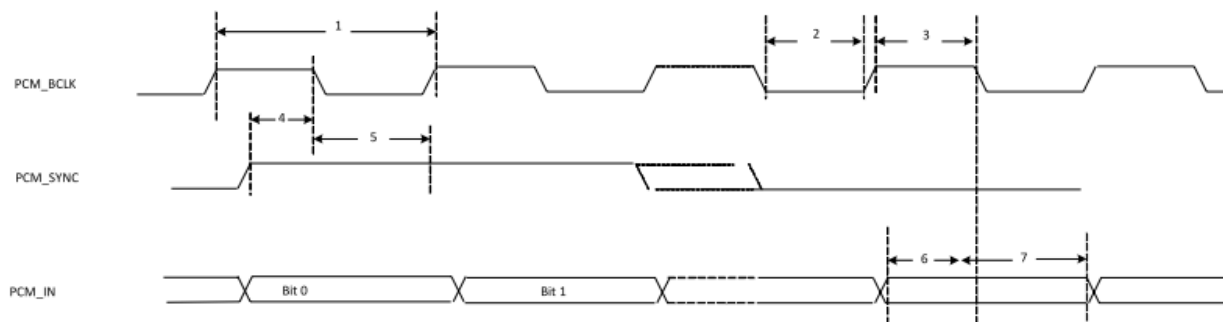 1
2
3
PCM_BCLK
4
5
PCM_SYNC
6
7
PCM_IN
Bit 0
Bit 1